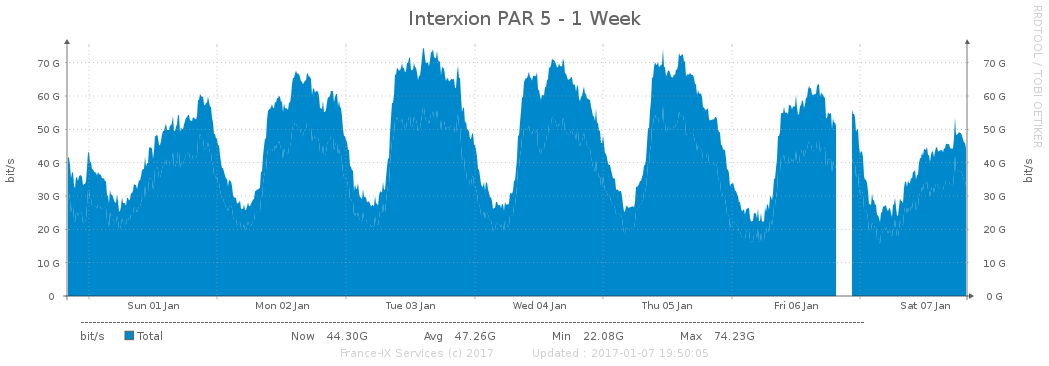 Interxion PAR 5 - 1 Week
RRDTOOL / TOBI OETIKER
bit/s
70 G
60 G
50 G
40 G
30 G
20 G
10 G
0
70 G
60 G
50 G
40 G
30 G
20 G
10 G
0 G
bit/s
Sun 01 Jan Mon 02 Jan Tue 03 Jan Wed 04 Jan Thu 05 Jan Fri 06 Jan Sat 07 Jan
bit/s Total Now 44.30G Avg 47.26G Min 22.08G Max 74.23G
France-IX Services (c) 2017 Updated : 2017-01-07 19:50:05